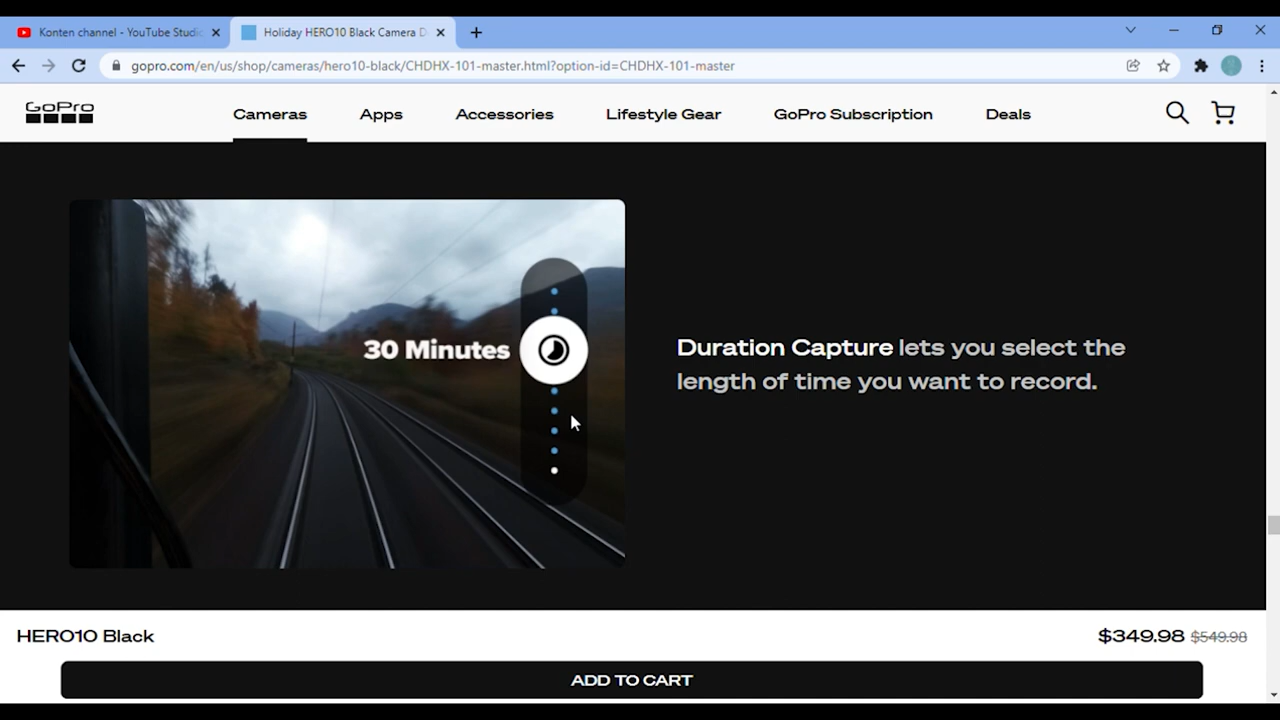 Konten channel - YouTube Studio
Holiday HERO10 Black Camera D
gopro.com/en/us/shop/cameras/hero10-black/CHDHX-101-master.html?option-id=CHDHX-101-master
GoPro
Cameras
Apps
Accessories
Lifestyle Gear
GoPro Subscription
Deals
30 Minutes
Duration Capture lets you select the
length of time you want to record.
HERO10 Black
$349.98 $549.98
ADD TO CART